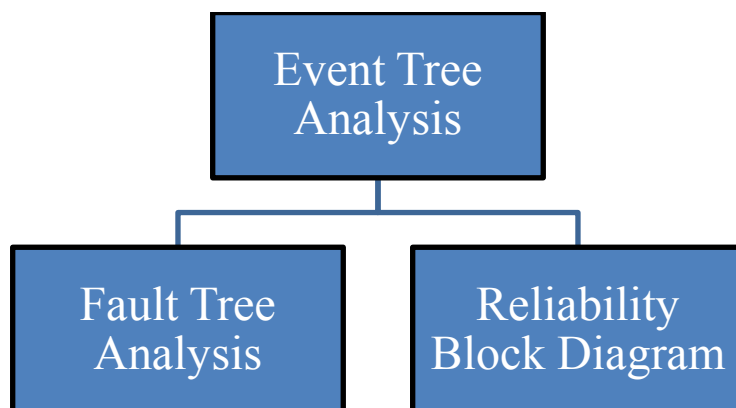 Event Tree
Analysis
Fault Tree
Analysis
Reliability
Block Diagram